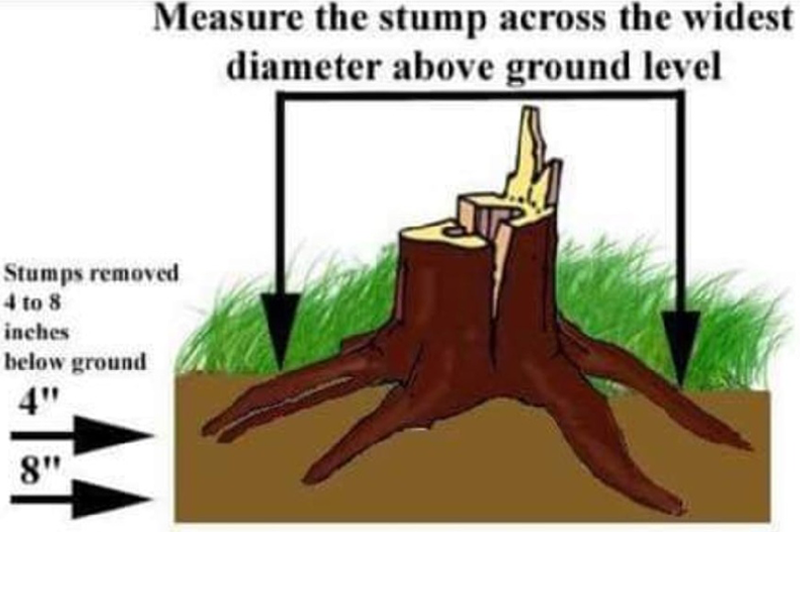 Measure the stump across the widest
diameter above ground level
Stumps removed
4 to 8
inches
below ground
4"
8"